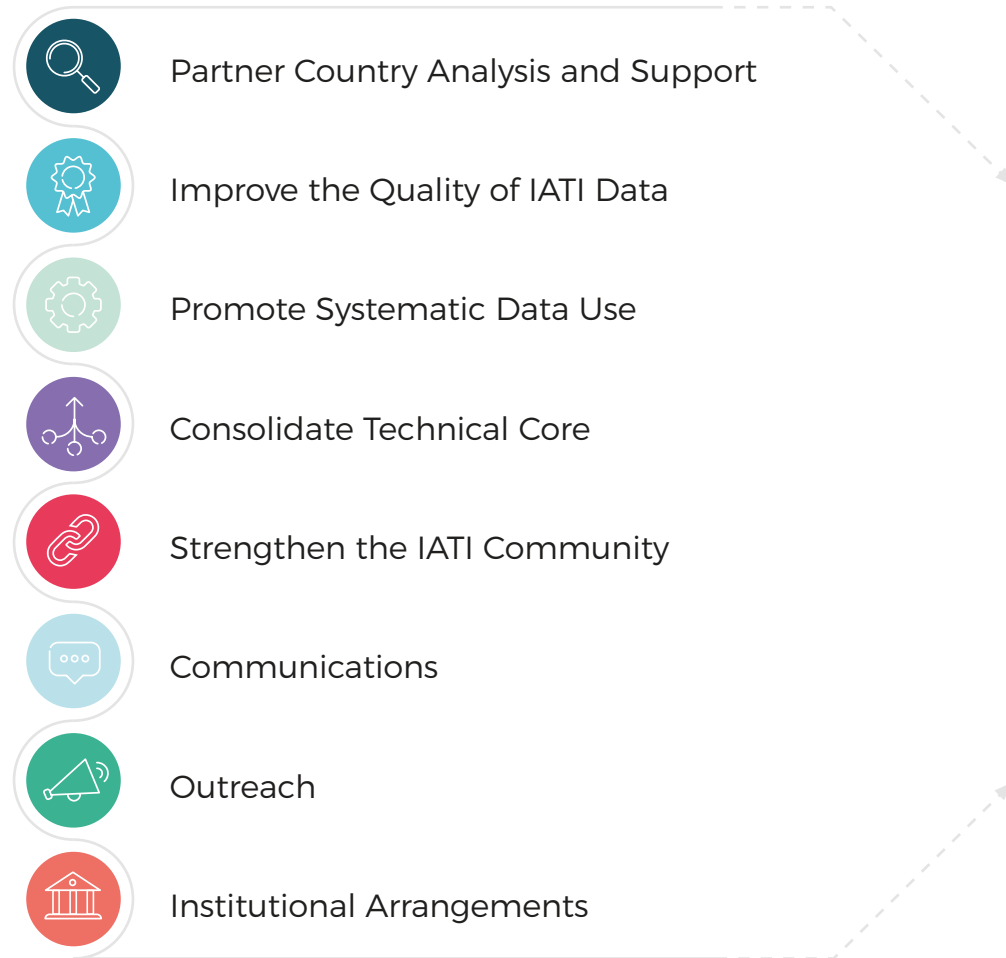 Partner Country Analysis and Support
Improve the Quality of IATI Data
Promote Systematic Data Use
Consolidate Technical Core
Strengthen the IATI Community
Communications
Outreach
Institutional Arrangements